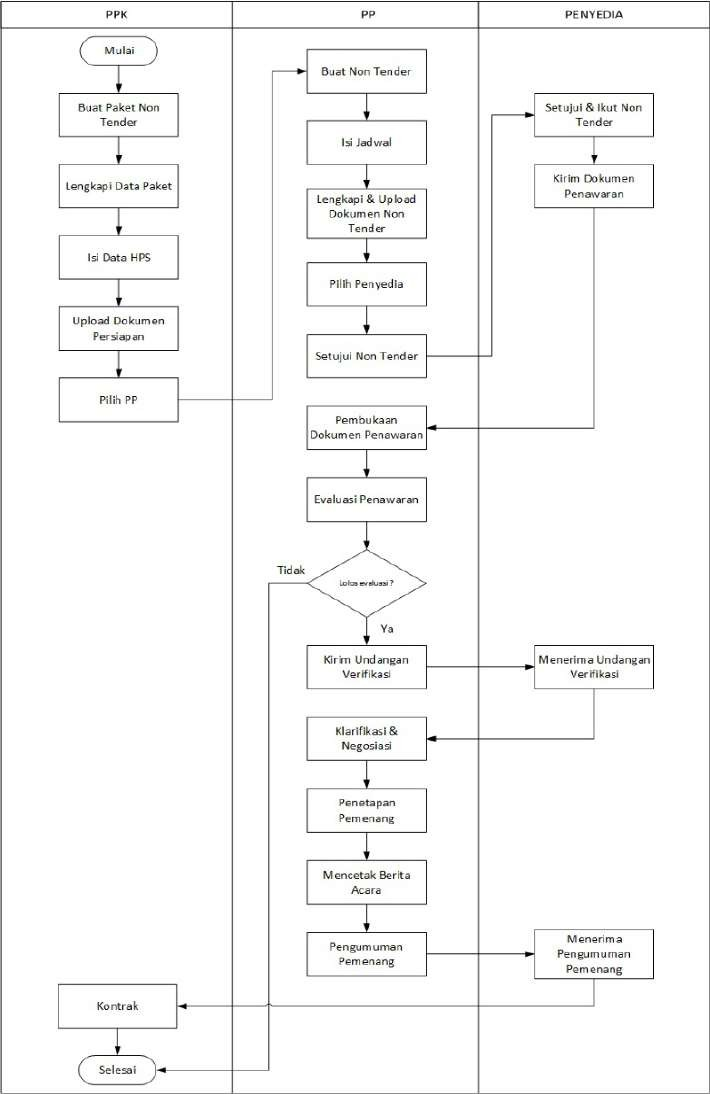 PPK
PP
PENYEDIA
Mulai
Buat Paket Non
Tender
Lengkapi Data Paket
Isi Data HPS
Upload Dokumen
Persiapan
Pilih PP
Buat Non Tender
Isi Jadwal
Lengkapi & Upload
Dokumen Non
Tender
Pilih Penyedia
Setujui Non Tender
Setujui & Ikut Non
Tender
Kirim Dokumen
Penawaran
Pembukaan
Dokumen Penawaran
Evaluasi Penawaran
Tidak
Lolos evaluasi ?
Ya
Kirim Undangan
Verifikasi
Menerima Undangan
Verifikasi
Klarifikasi &
Negosiasi
Penetapan
Pemenang
Mencetak Berita
Acara
Pengumuman
Pemenang
Menerima
Pengumuman
Pemenang
Kontrak
Selesai